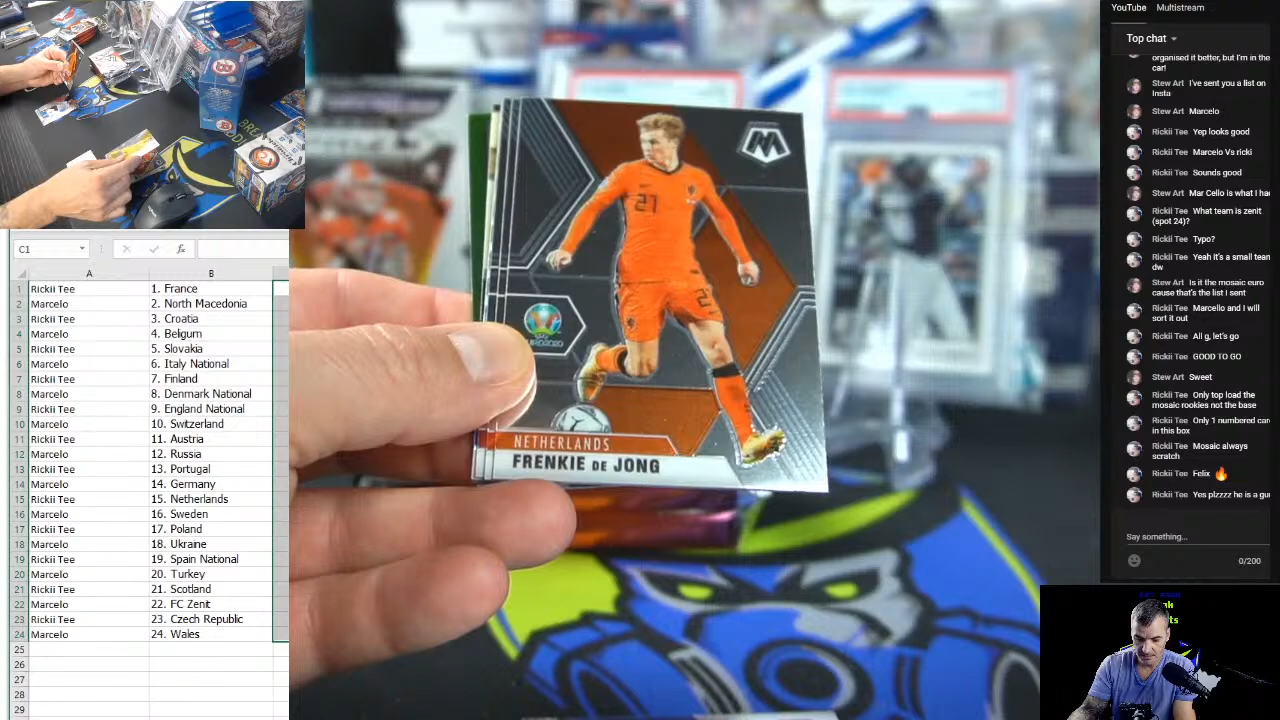 YouTube Multistream
Top chat
organised it better, but I'm in the
car!
Stew Art I've sent you a list on
Insta
Stew Art Marcelo
Rickii Tee Yep looks good
Rickii Tee Marcelo Vs ricki
Rickii Tee Sounds good
Stew Art Mar Cello is what I ha
Rickii Tee What team is zenit
(spot 24)?
Rickii Tee Typo?
Rickii Tee Yeah it's a small team
dw
Stew Art Is it the mosaic euro
cause that's the list I sent
Rickii Tee Marcello and I will
sort it out
Rickii Tee All g, let's go
Rickii Tee GOOD TO GO
Stew Art Sweet
Rickii Tee Only top load the
mosaic rookies not the base
Rickii Tee Only 1 numbered car
in this box
Rickii Tee Mosaic always
scratch
Rickii Tee Felix 🔥
Rickii Tee Yes plzzzz he is a gu
Say something...
0/200
C1 fx
A B
1 Rickii Tee 1. France
2 Marcelo 2. North Macedonia
3 Rickii Tee 3. Croatia
4 Marcelo 4. Belgium
5 Rickii Tee 5. Slovakia
6 Marcelo 6. Italy National
7 Rickii Tee 7. Finland
8 Marcelo 8. Denmark National
9 Rickii Tee 9. England National
10 Marcelo 10. Switzerland
11 Rickii Tee 11. Austria
12 Marcelo 12. Russia
13 Rickii Tee 13. Portugal
14 Marcelo 14. Germany
15 Rickii Tee 15. Netherlands
16 Marcelo 16. Sweden
17 Rickii Tee 17. Poland
18 Marcelo 18. Ukraine
19 Rickii Tee 19. Spain National
20 Marcelo 20. Turkey
21 Rickii Tee 21. Scotland
22 Marcelo 22. FC Zenit
23 Rickii Tee 23. Czech Republic
24 Marcelo 24. Wales
25
26
27
28
29
21
M
EURO2020
NETHERLANDS
FRENKIE DE JONG